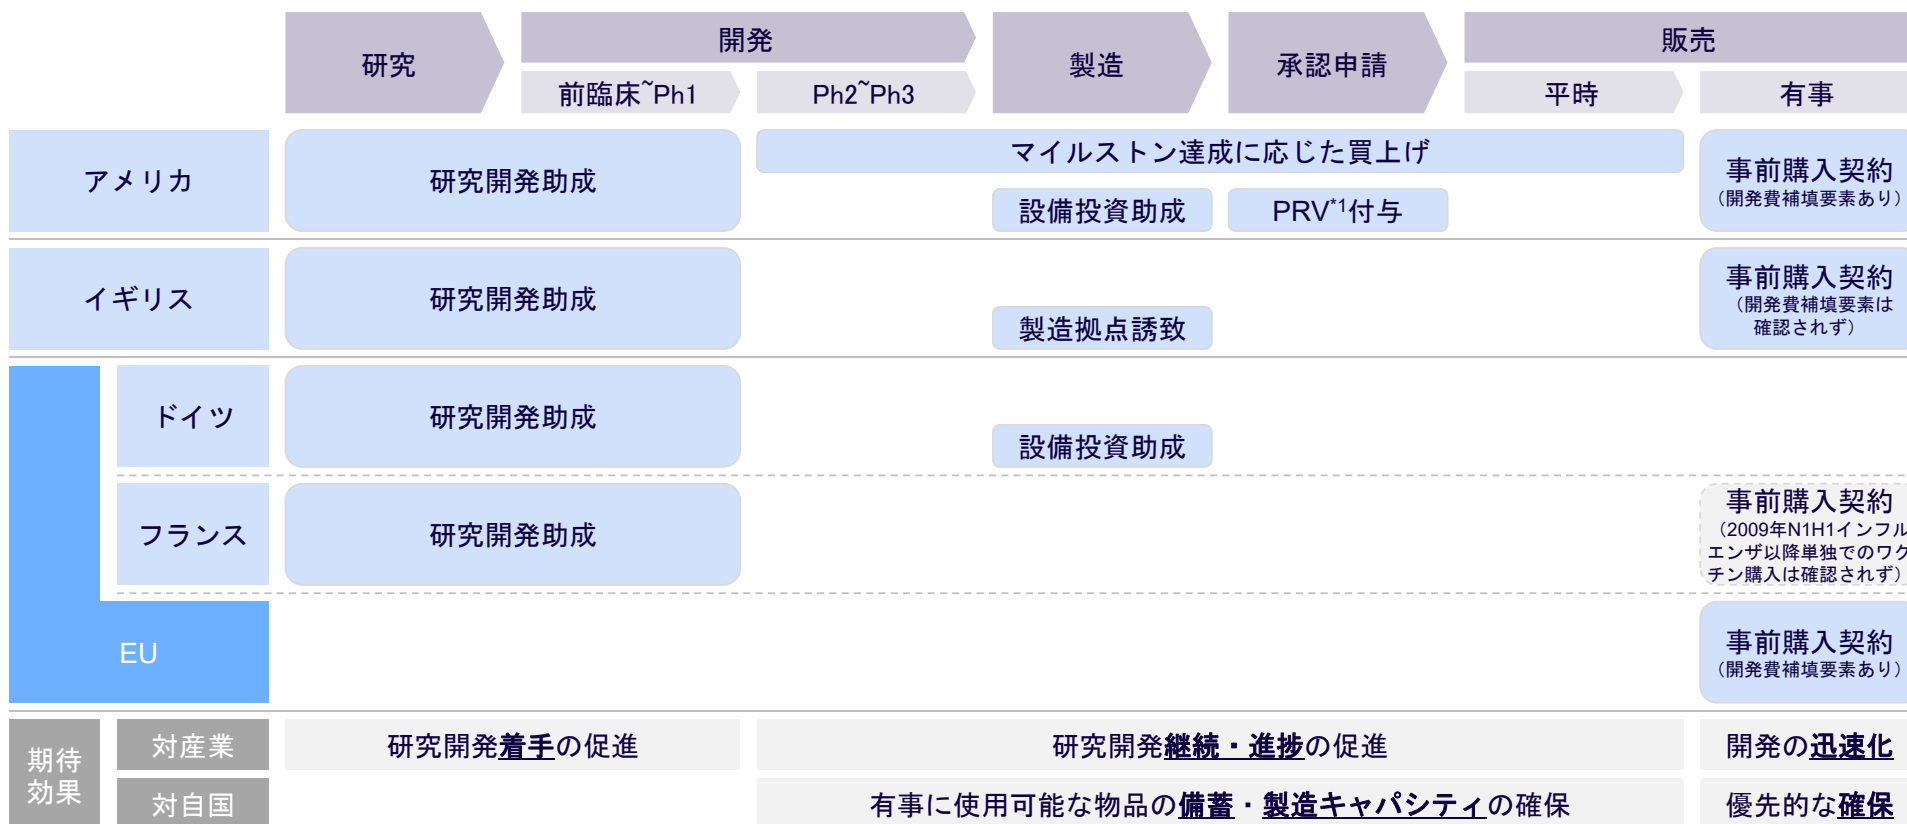 研究
開発
製造
承認申請
販売
前臨床~Ph1
Ph2~Ph3
平時
有事
アメリカ
研究開発助成
マイルストン達成に応じた買上げ
設備投資助成
PRV*1付与
事前購入契約
（開発費補填要素あり）
イギリス
研究開発助成
製造拠点誘致
事前購入契約
（開発費補填要素は
確認されず）
ドイツ
研究開発助成
設備投資助成
フランス
研究開発助成
事前購入契約
（2009年N1H1インフル
エンザ以降単独でのワク
チン購入は確認されず）
EU
事前購入契約
（開発費補填要素あり）
期待
効果
対産業
研究開発着手の促進
研究開発継続・進捗の促進
開発の迅速化
対自国
有事に使用可能な物品の備蓄・製造キャパシティの確保
優先的な確保